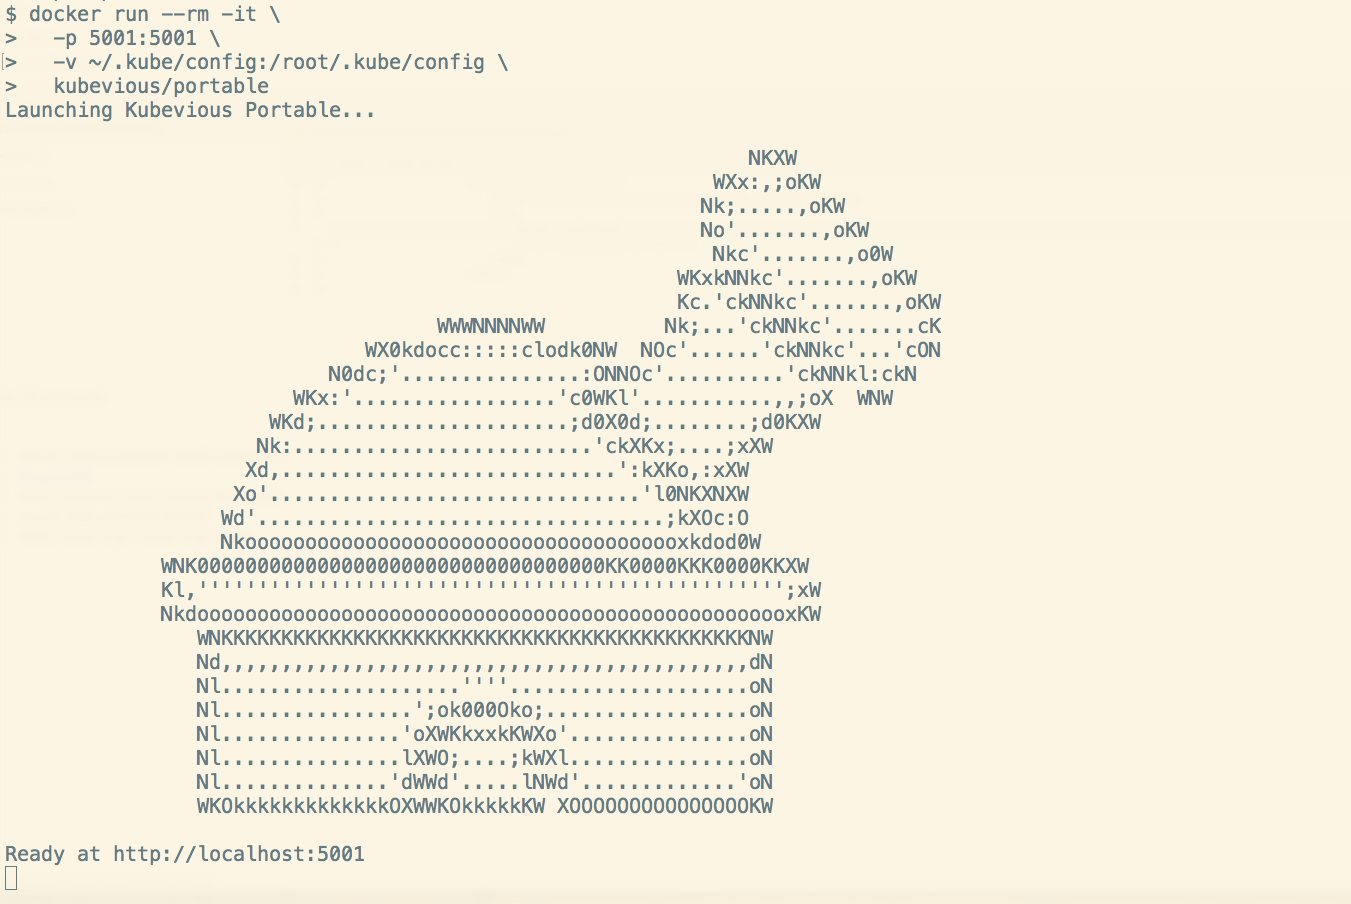 $ docker run --rm -it \
>   -p 5001:5001 \
>   -v ~/.kube/config:/root/.kube/config \
>   kubevious/portable
Launching Kubevious Portable...
NKXW
WXx:,;oKW
Nk;.....,oKW
No'.......,oKW
Nkc'.......,o0W
WKxkNNkc'.......,oKW
Kc.'ckNNkc'.......,oKW
WWWNNNNWW          Nk;...'ckNNkc'.......cK
WX0kdocc:::::clodk0NW  NOc'......'ckNNkc'...'cON
N0dc;'...............:ONNOc'..........'ckNNkl:ckN
WKx:'.................'c0WKl'...........,,;oX  WNW
WKd;.....................;d0X0d;........;d0KXW
Nk:.........................'ckXKx;....;xXW
Xd,............................':kXKo,:xXW
Xo'...............................'l0NKXNXW
Wd'..................................;kXOc:O
Nkooooooooooooooooooooooooooooooooooooxkdod0W
WNK0000000000000000000000000000000000KK0000KKK0000KKXW
Kl,''''''''''''''''''''''''''''''''''''''''''''''''';xW
NkdoooooooooooooooooooooooooooooooooooooooooooooooooxKW
WNKKKKKKKKKKKKKKKKKKKKKKKKKKKKKKKKKKKKKKKKKKKKNW
Nd,,,,,,,,,,,,,,,,,,,,,,,,,,,,,,,,,,,,,,,,,,,,dN
Nl....................''''....................oN
Nl................';ok000Oko;.................oN
Nl...............'oXWKkxxkKWXo'...............oN
Nl...............lXWO;....;kWXl...............oN
Nl..............'dWWd'.....lNWd'.............'oN
WKOkkkkkkkkkkkkkOXWWKOkkkkkKW XOOOOOOOOOOOOOOOKW
Ready at http://localhost:5001